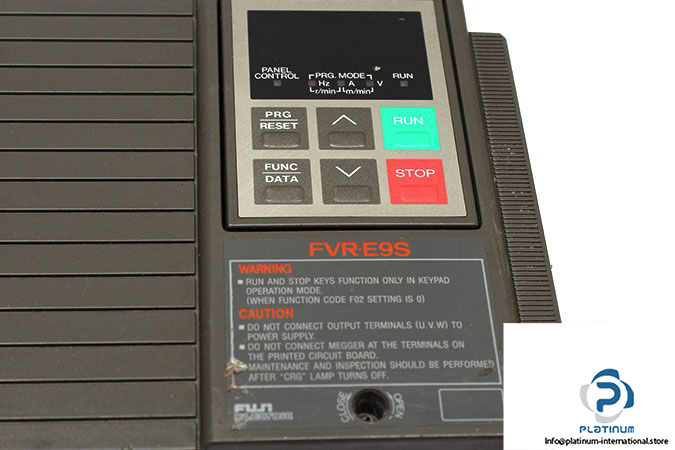 PANEL CONTROL
PRG. MODE
Hz A V
r/min m/min
RUN
PRG
RESET
RUN
FUNC
DATA
STOP
FVR-E9S
WARNING
■ RUN AND STOP KEYS FUNCTION ONLY IN KEYPAD
OPERATION MODE.
(WHEN FUNCTION CODE F02 SETTING IS 0)
CAUTION
■ DO NOT CONNECT OUTPUT TERMINALS (U.V.W) TO
POWER SUPPLY.
■ DO NOT CONNECT MEGGER AT THE TERMINALS ON
THE PRINTED CIRCUIT BOARD.
MAINTENANCE AND INSPECTION SHOULD BE PERFORMED
AFTER "CRG" LAMP TURNS OFF.
FUJI
ELECTRIC
CLOSE
OPEN
PLATINUM
Info@platinum-international.store